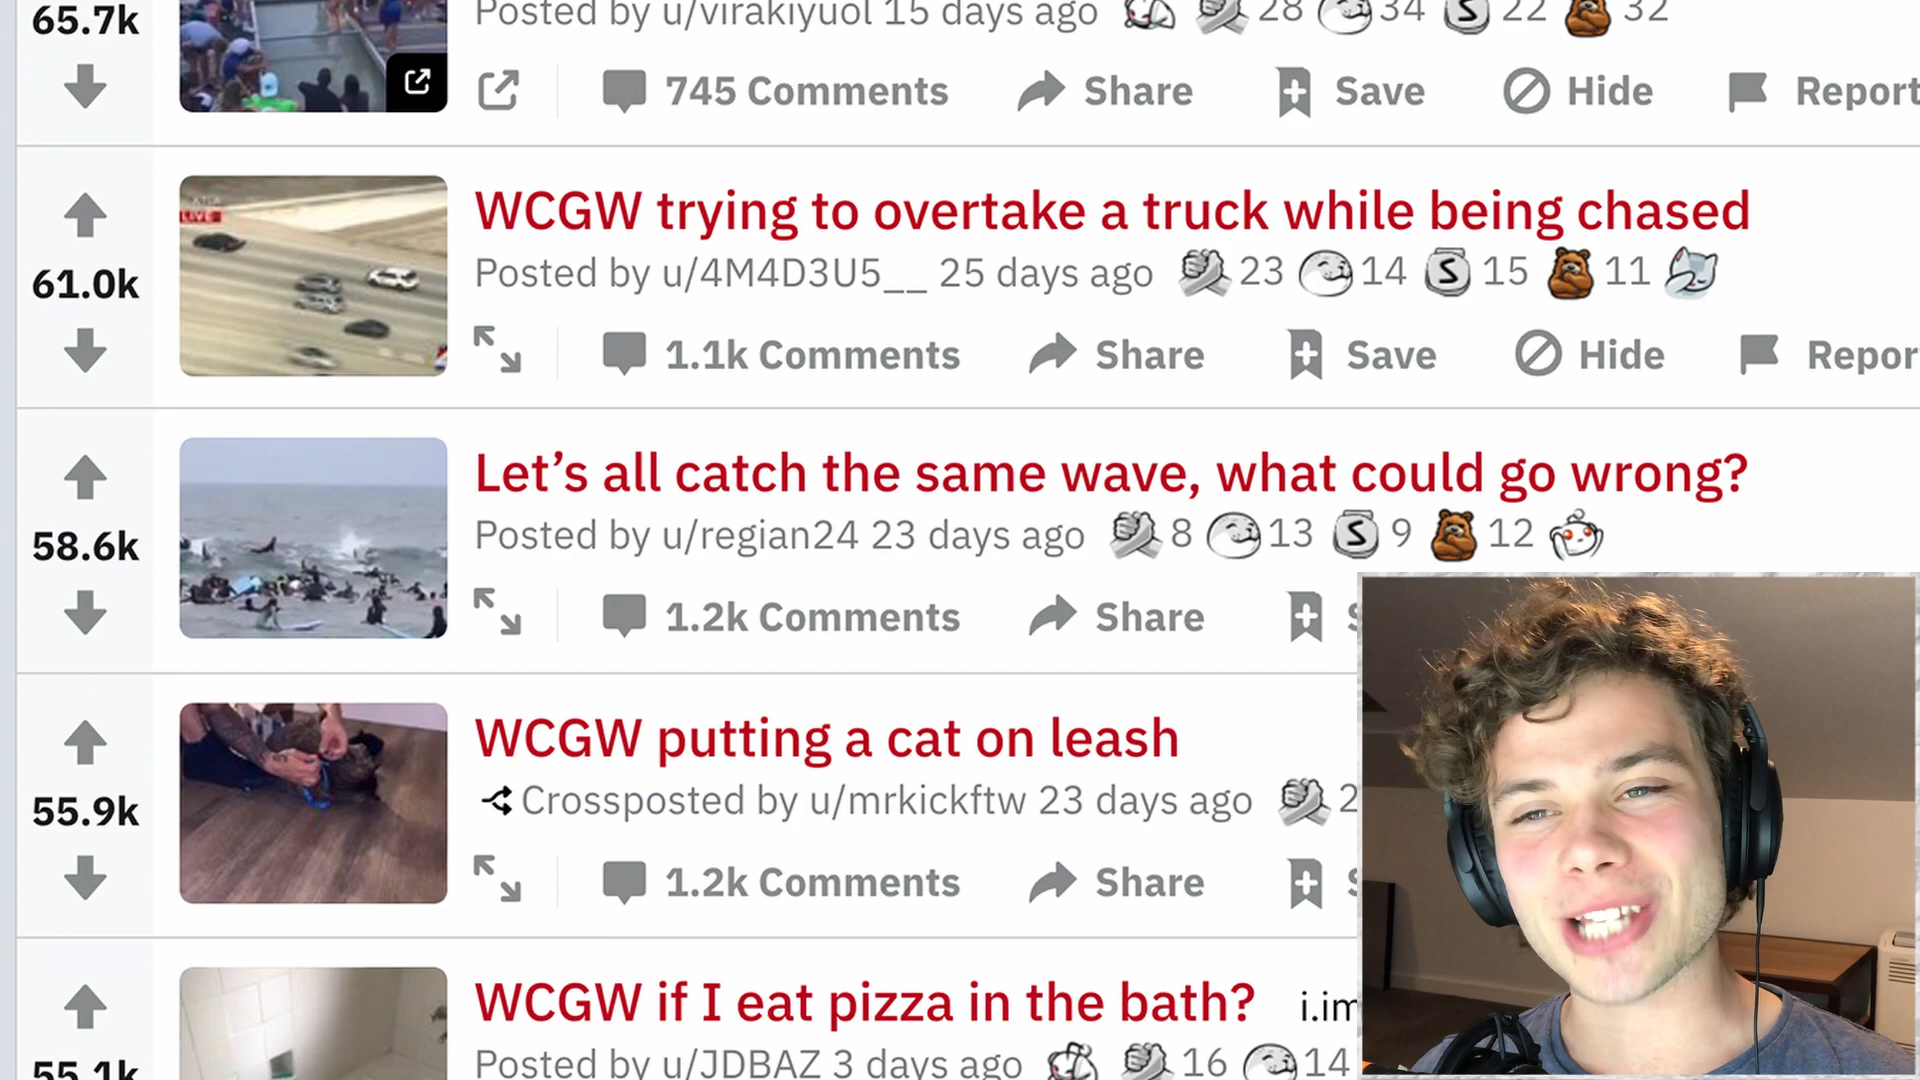 65.7k
Posted by u/virakiyuol 15 days ago 28 34 22 32
745 Comments Share Save Hide Report
LIVE
WCGW trying to overtake a truck while being chased
Posted by u/4M4D3U5__ 25 days ago 23 14 S 15 11
61.0k
1.1k Comments Share Save Hide Repor
Let’s all catch the same wave, what could go wrong?
Posted by u/regian24 23 days ago 8 13 S 9 12
58.6k
1.2k Comments Share S
WCGW putting a cat on leash
Crossposted by u/mrkickftw 23 days ago 2
55.9k
1.2k Comments Share S
WCGW if I eat pizza in the bath? i.im
Posted by u/JDBAZ 3 days ago 16 14
55.1k